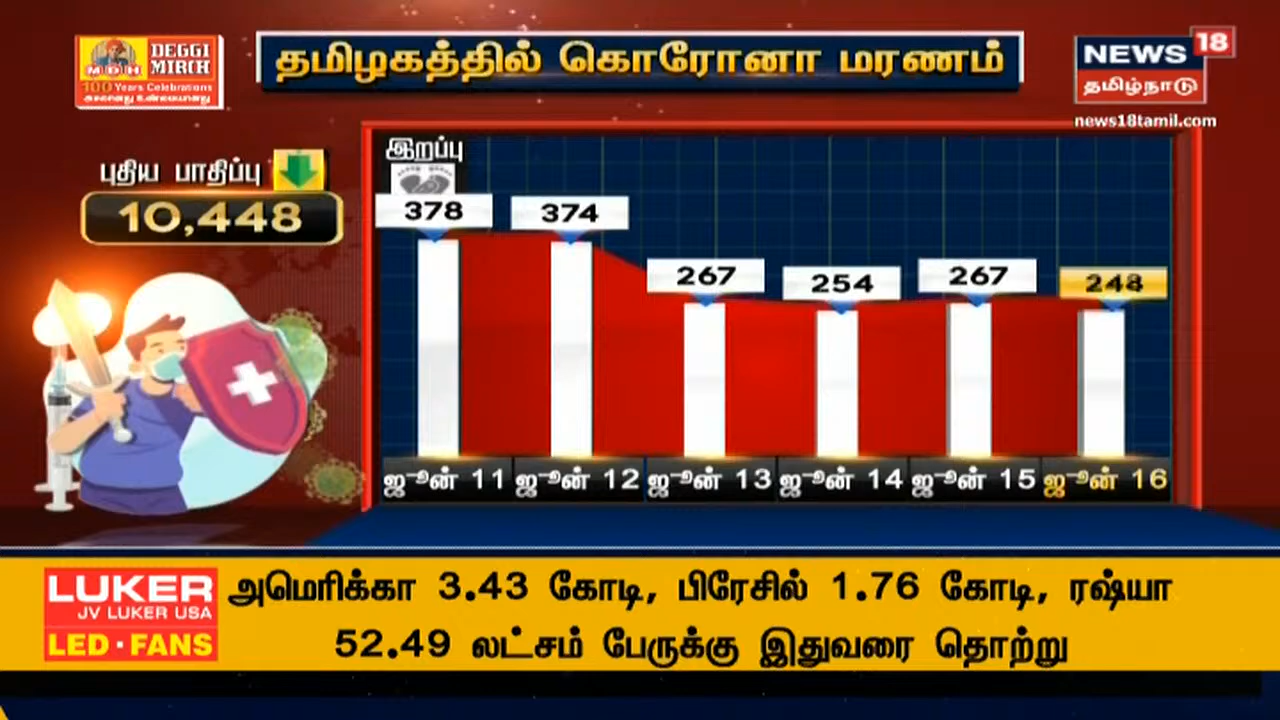 DEGGI
MIRCH
MDH
100 Years Celebrations
தமிழகத்தில் கொரோனா மரணம்
NEWS 18
தமிழ்நாடு
news18tamil.com
புதிய பாதிப்பு
10,448
இறப்பு
378
374
267
254
267
248
ஜூன் 11
ஜூன் 12
ஜூன் 13
ஜூன் 14
ஜூன் 15
ஜூன் 16
LUKER
JV LUKER USA
LED·FANS
அமெரிக்கா 3.43 கோடி, பிரேசில் 1.76 கோடி, ரஷ்யா
52.49 லட்சம் பேருக்கு இதுவரை தொற்று